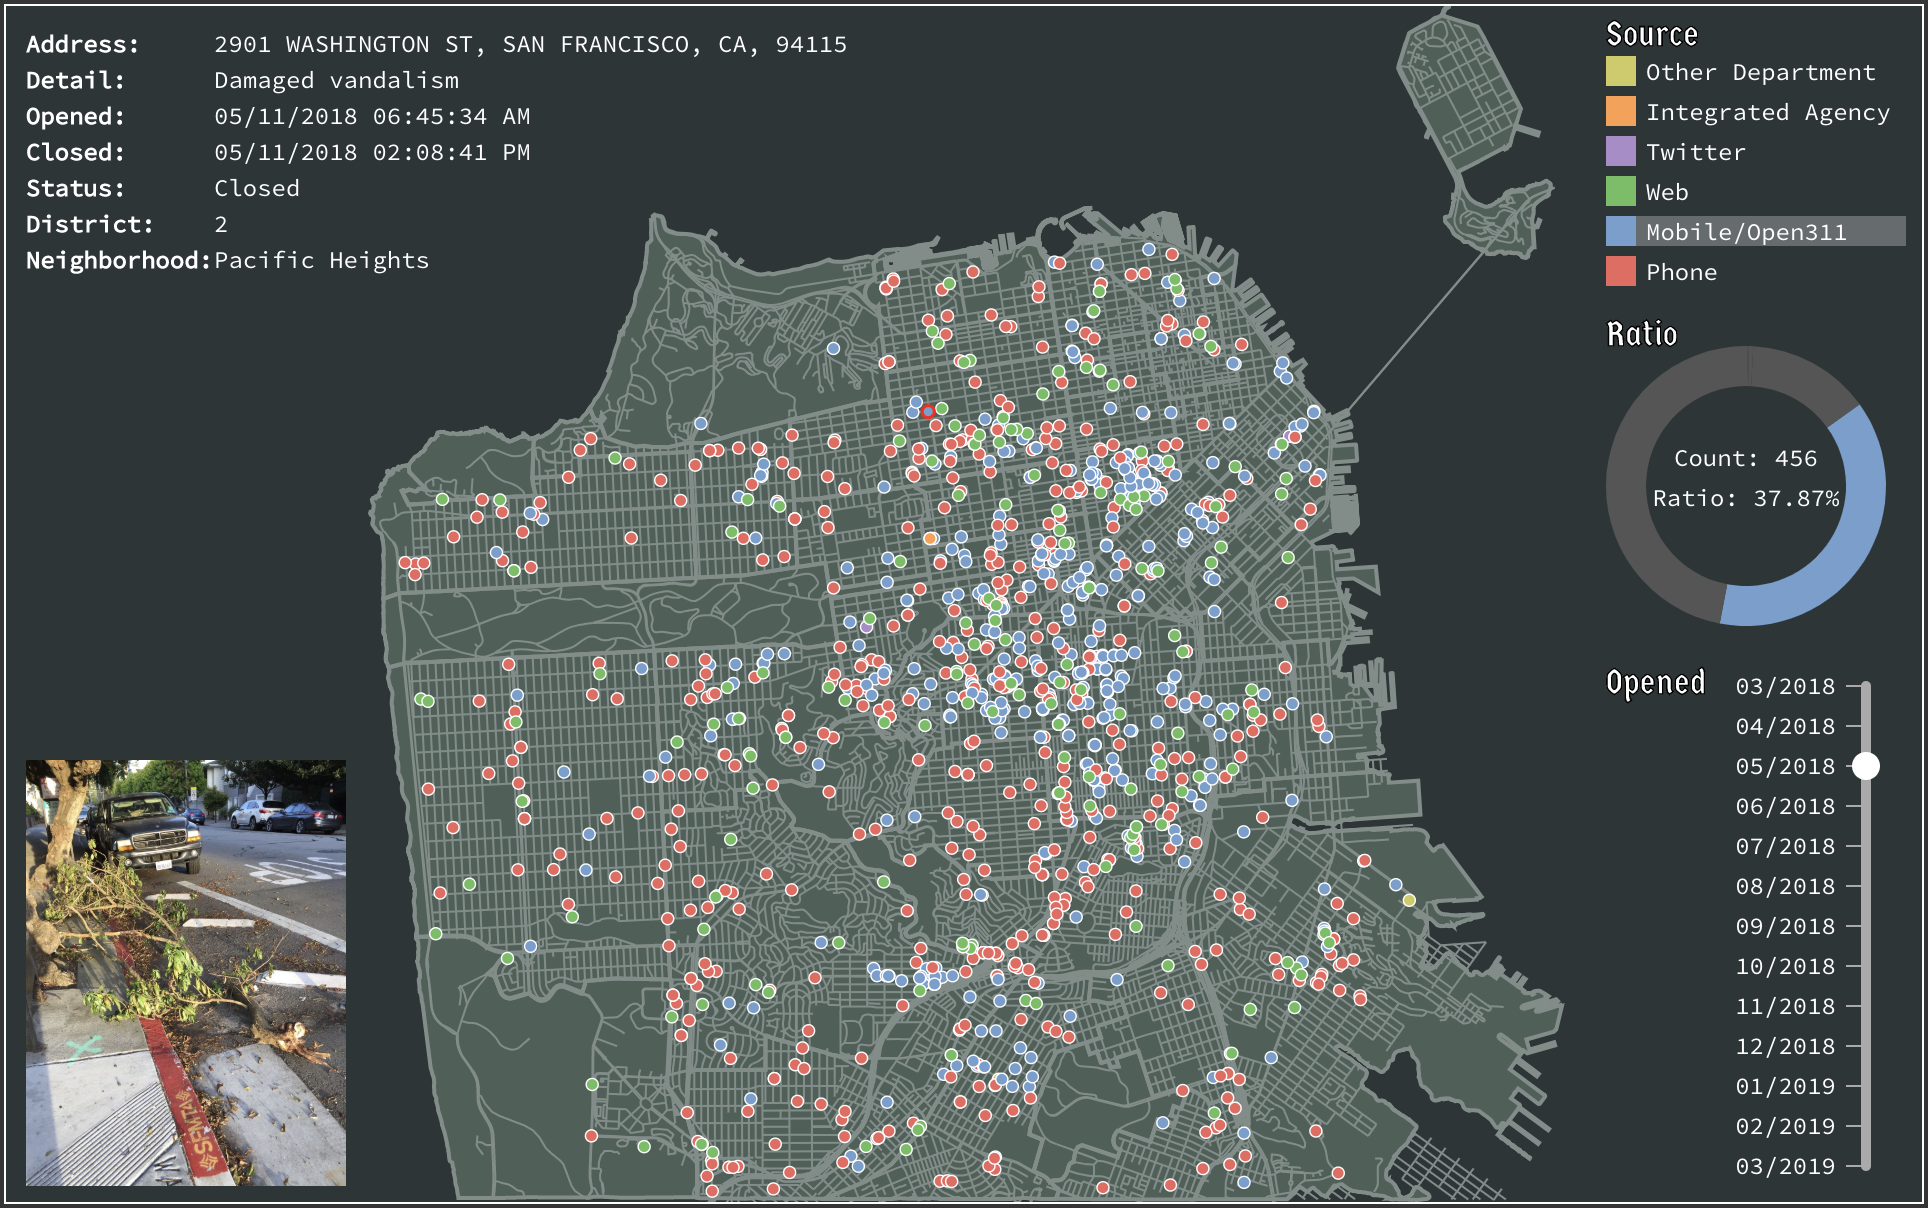 Address: 2901 WASHINGTON ST, SAN FRANCISCO, CA, 94115
Detail: Damaged vandalism
Opened: 05/11/2018 06:45:34 AM
Closed: 05/11/2018 02:08:41 PM
Status: Closed
District: 2
Neighborhood: Pacific Heights
Source
Other Department
Integrated Agency
Twitter
Web
Mobile/Open311
Phone
Ratio
Count: 456
Ratio: 37.87%
Opened
03/2018
04/2018
05/2018
06/2018
07/2018
08/2018
09/2018
10/2018
11/2018
12/2018
01/2019
02/2019
03/2019